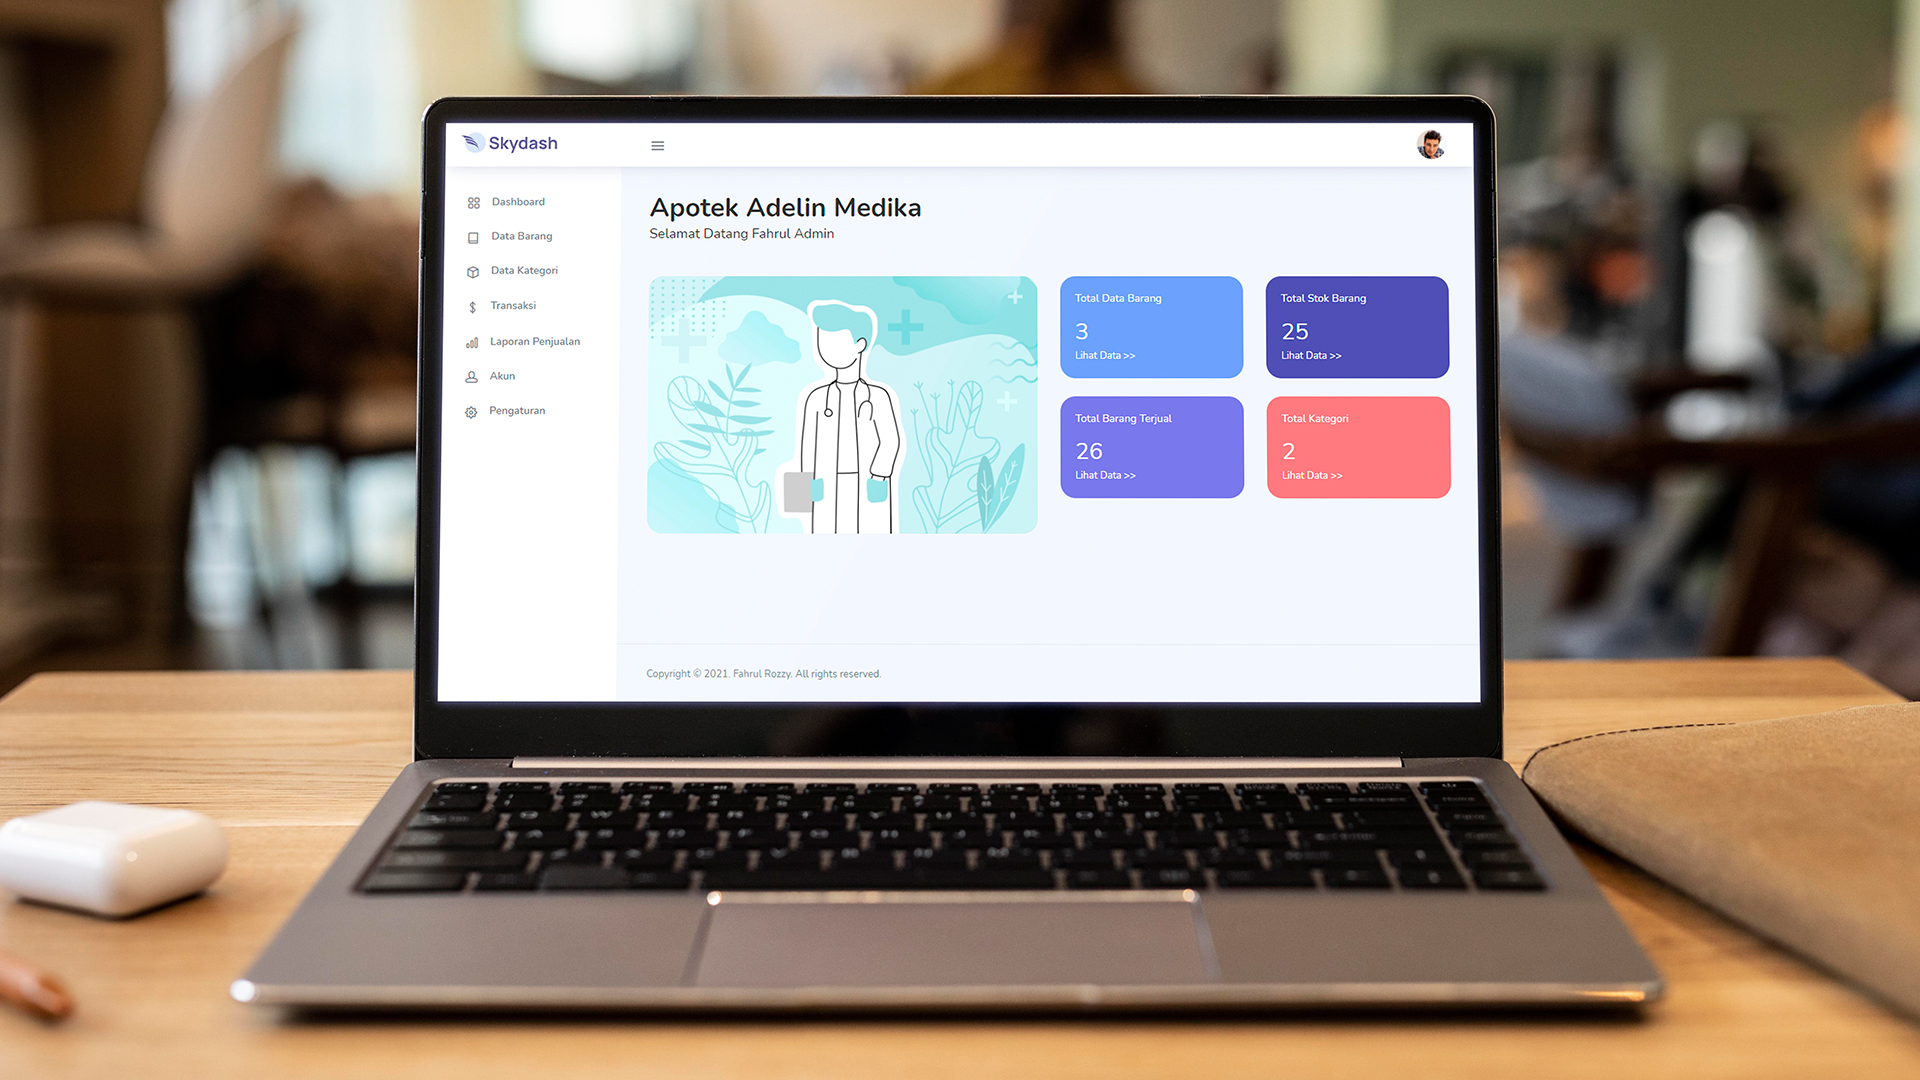 Skydash
Dashboard
Data Barang
Data Kategori
Transaksi
Laporan Penjualan
Akun
Pengaturan
Apotek Adelin Medika
Selamat Datang Fahrul Admin
Total Data Barang
3
Lihat Data >>
Total Stok Barang
25
Lihat Data >>
Total Barang Terjual
26
Lihat Data >>
Total Kategori
2
Lihat Data >>
Copyright © 2021. Fahrul Rozzy. All rights reserved.